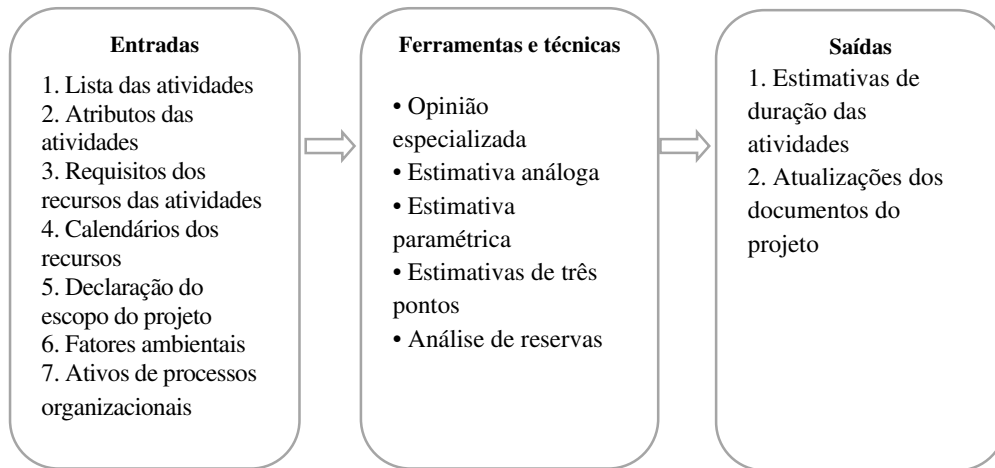 Entradas
1. Lista das atividades
2. Atributos das
atividades
3. Requisitos dos
recursos das atividades
4. Calendários dos
recursos
5. Declaração do
escopo do projeto
6. Fatores ambientais
7. Ativos de processos
organizacionais
Ferramentas e técnicas
• Opinião
especializada
• Estimativa análoga
• Estimativa
paramétrica
• Estimativas de três
pontos
• Análise de reservas
Saídas
1. Estimativas de
duração das
atividades
2. Atualizações dos
documentos do
projeto